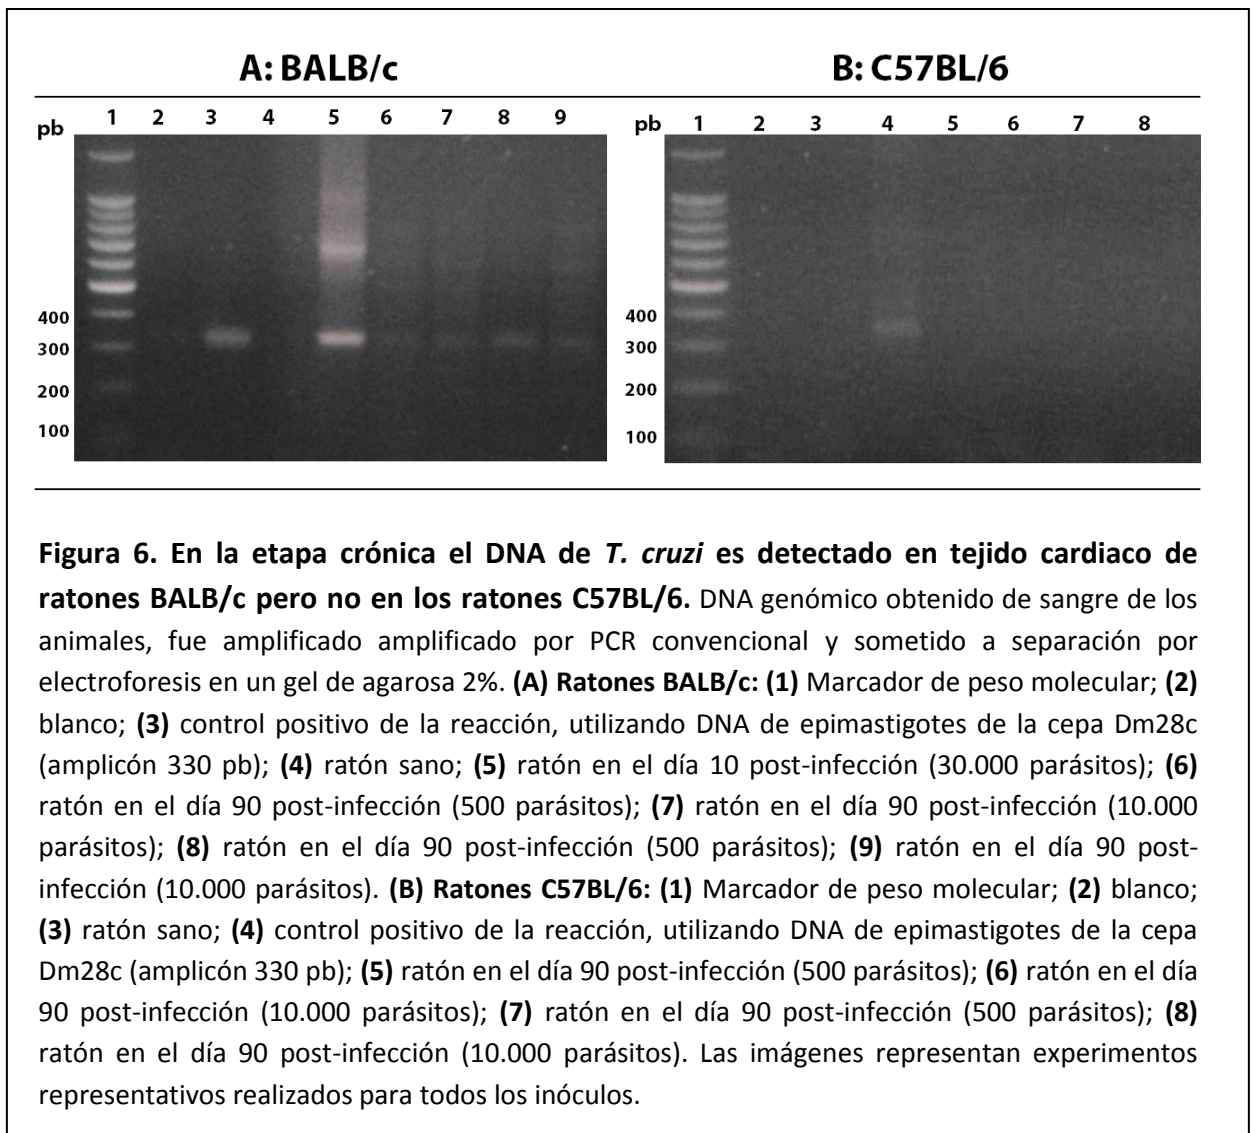 A: BALB/c
B: C57BL/6
pb 1 2 3 4 5 6 7 8 9
400
300
200
100
pb 1 2 3 4 5 6 7 8
400
300
200
100
Figura 6. En la etapa crónica el DNA de T. cruzi es detectado en tejido cardiaco de
ratones BALB/c pero no en los ratones C57BL/6. DNA genómico obtenido de sangre de los
animales, fue amplificado amplificado por PCR convencional y sometido a separación por
electroforesis en un gel de agarosa 2%. (A) Ratones BALB/c: (1) Marcador de peso molecular; (2)
blanco; (3) control positivo de la reacción, utilizando DNA de epimastigotes de la cepa Dm28c
(amplicón 330 pb); (4) ratón sano; (5) ratón en el día 10 post-infección (30.000 parásitos); (6)
ratón en el día 90 post-infección (500 parásitos); (7) ratón en el día 90 post-infección (10.000
parásitos); (8) ratón en el día 90 post-infección (500 parásitos); (9) ratón en el día 90 post-
infección (10.000 parásitos). (B) Ratones C57BL/6: (1) Marcador de peso molecular; (2) blanco;
(3) ratón sano; (4) control positivo de la reacción, utilizando DNA de epimastigotes de la cepa
Dm28c (amplicón 330 pb); (5) ratón en el día 90 post-infección (500 parásitos); (6) ratón en el día
90 post-infección (10.000 parásitos); (7) ratón en el día 90 post-infección (500 parásitos); (8)
ratón en el día 90 post-infección (10.000 parásitos). Las imágenes representan experimentos
representativos realizados para todos los inóculos.